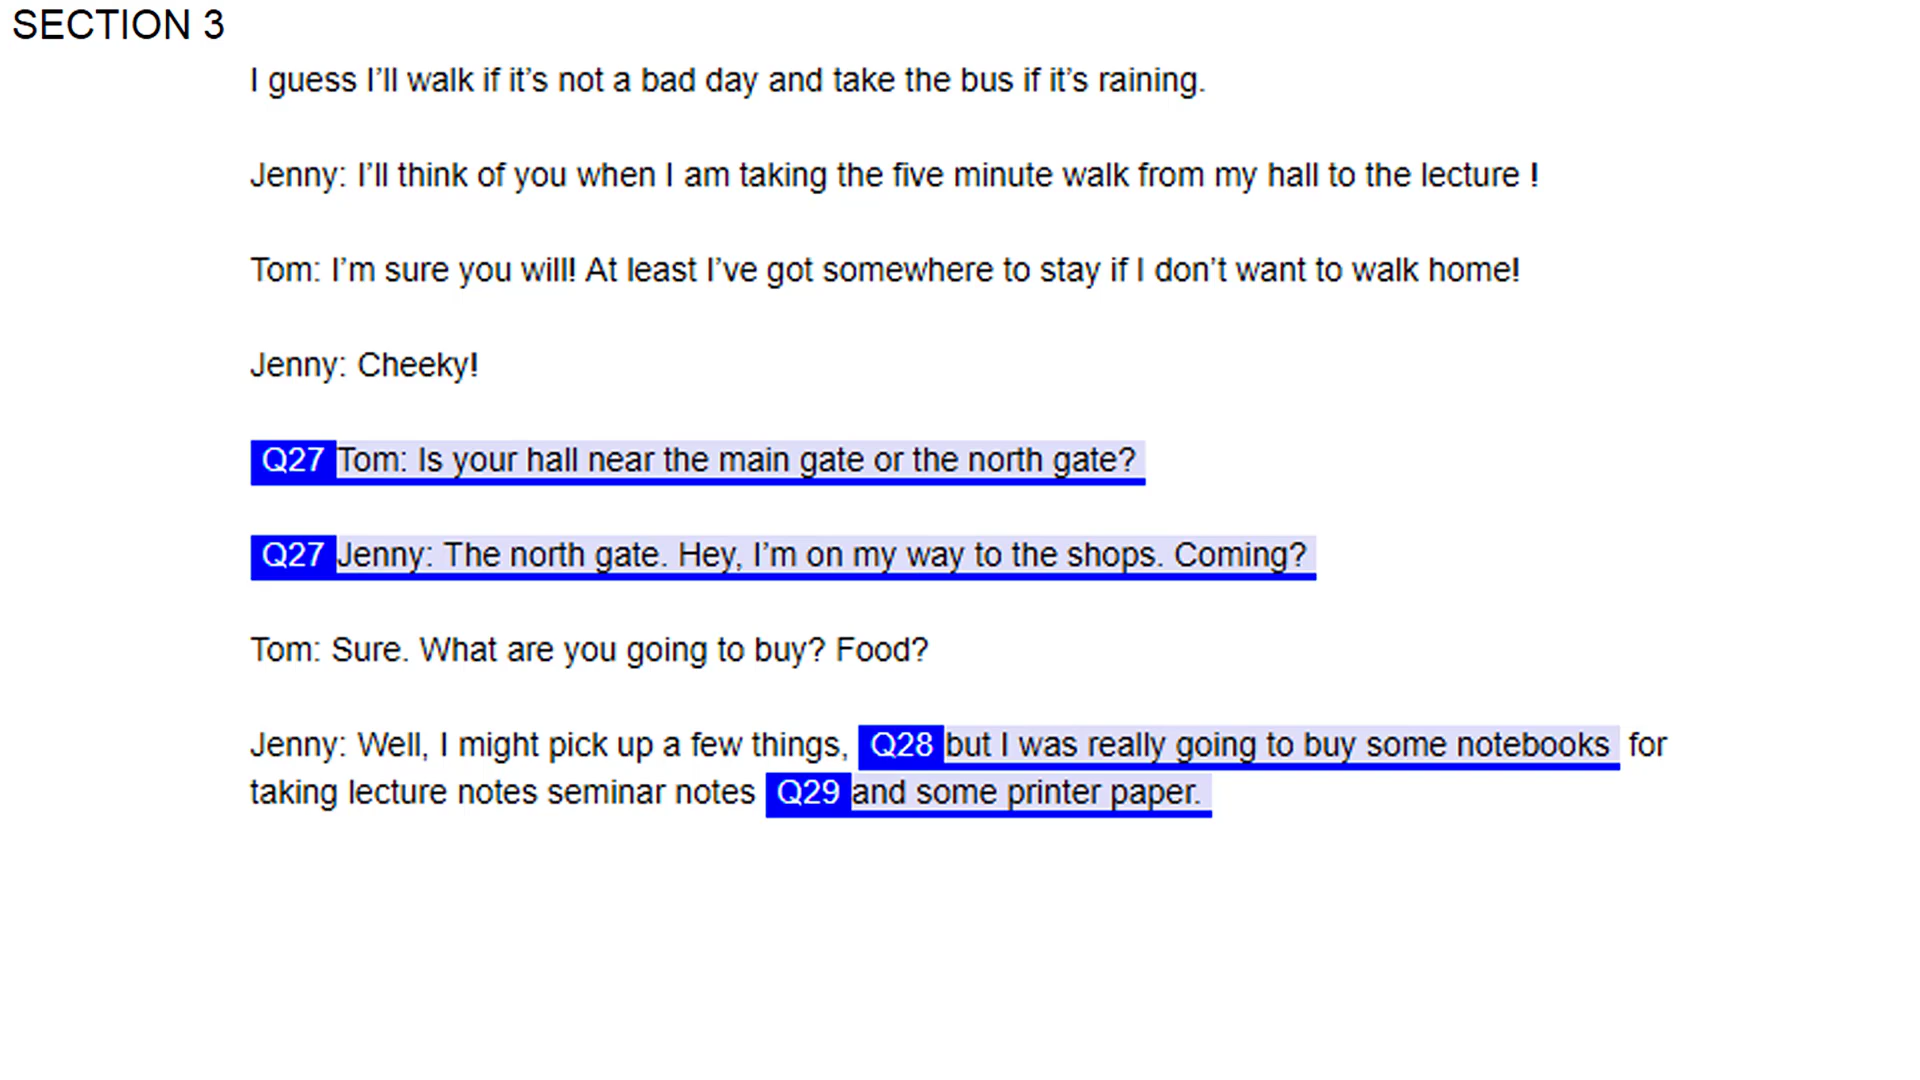 SECTION 3
I guess I’ll walk if it’s not a bad day and take the bus if it’s raining.
Jenny: I’ll think of you when I am taking the five minute walk from my hall to the lecture !
Tom: I’m sure you will! At least I’ve got somewhere to stay if I don’t want to walk home!
Jenny: Cheeky!
Q27 Tom: Is your hall near the main gate or the north gate?
Q27 Jenny: The north gate. Hey, I’m on my way to the shops. Coming?
Tom: Sure. What are you going to buy? Food?
Jenny: Well, I might pick up a few things, Q28 but I was really going to buy some notebooks for
taking lecture notes seminar notes Q29 and some printer paper.